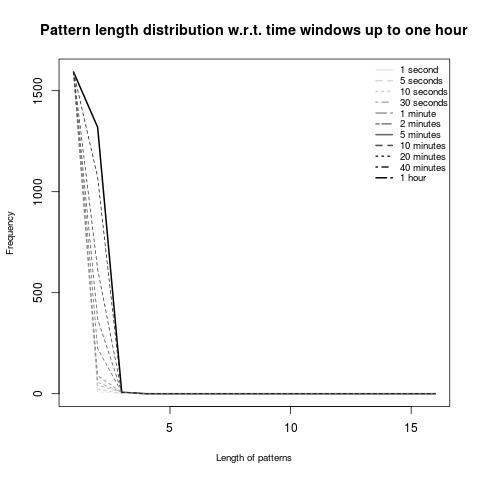 Pattern length distribution w.r.t. time windows up to one hour
1 second
5 seconds
10 seconds
30 seconds
1 minute
2 minutes
5 minutes
10 minutes
20 minutes
40 minutes
1 hour
Frequency
1500
1000
500
0
5
10
15
Length of patterns